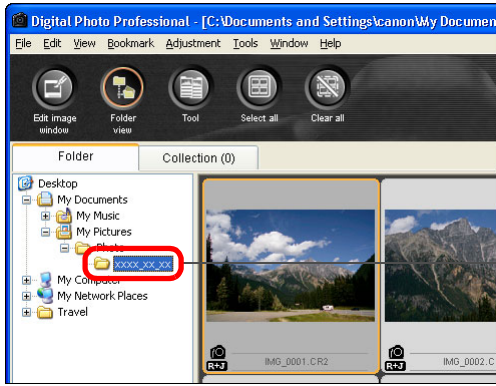 Digital Photo Professional - [C:\Documents and Settings\canon\My Documen
File Edit View Bookmark Adjustment Tools Window Help
Edit image window
Folder view
Tool
Select all
Clear all
Folder
Collection (0)
Desktop
My Documents
My Music
My Pictures
Photo
xxxx_xx_xx
My Computer
My Network Places
Travel
R+J
IMG_0001.CR2
R+J
IMG_0002.C